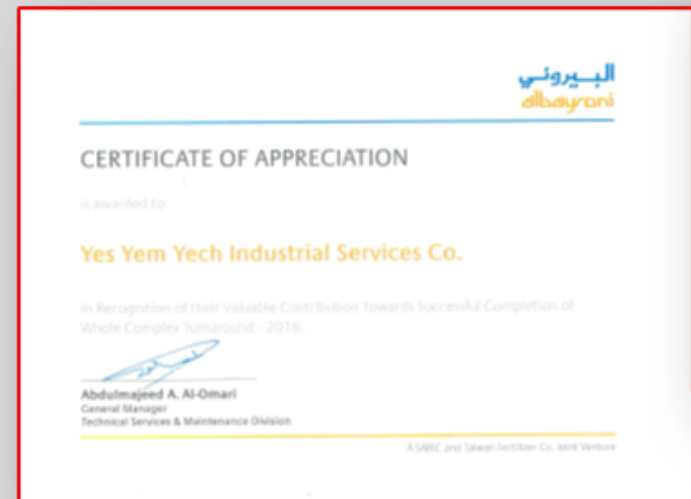 البيروني
albayroni
CERTIFICATE OF APPRECIATION
is awarded to
Yes Yem Yech Industrial Services Co.
In Recognition of their Valuable Contribution Towards Successful Completion of
Whole Complex Turnaround - 2016.
Abdulmajeed A. Al-Omari
General Manager
Technical Services & Maintenance Division
A SABIC and Taiwan Fertilizer Co. Joint Venture